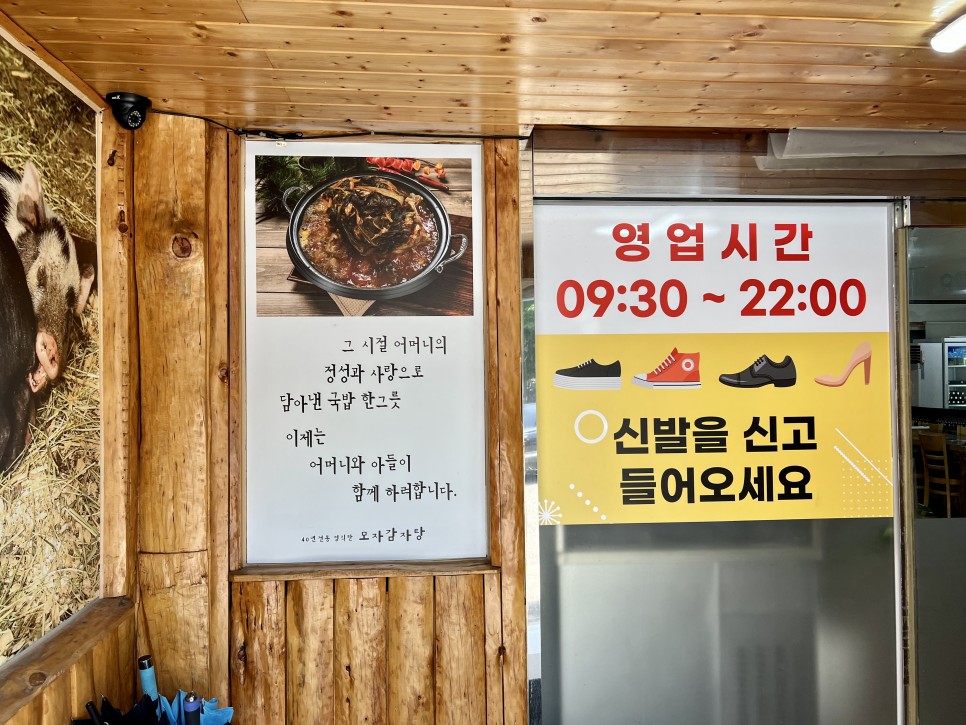 그 시절 어머니의
정성과 사랑으로
담아낸 국밥 한그릇
이제는
어머니와 아들이
함께 하려합니다.
40년전통 경식당 모자감자탕
영업시간
09:30 ~ 22:00
신발을 신고
들어오세요